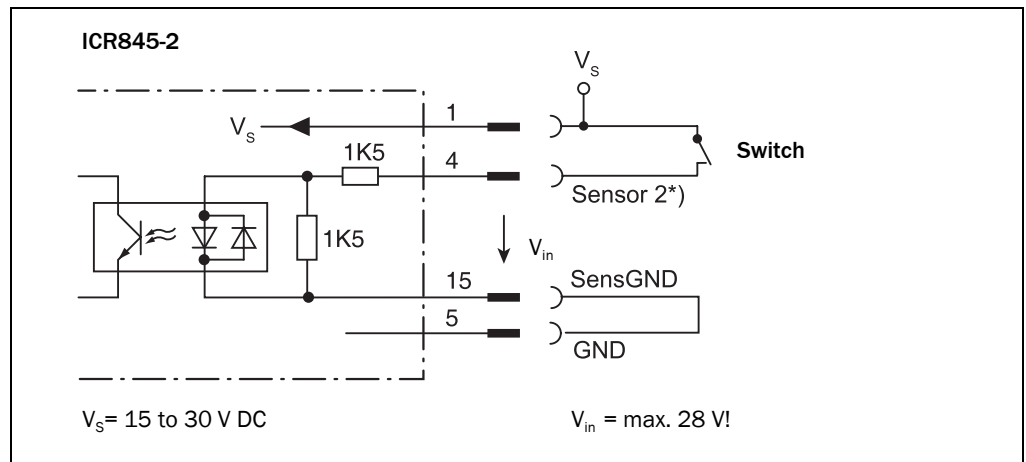 ICR845-2
V_S
V_S
1
Switch
1K5
4
Sensor 2*)
1K5
V_in
15
SensGND
5
GND
V_S= 15 to 30 V DC
V_in = max. 28 V!